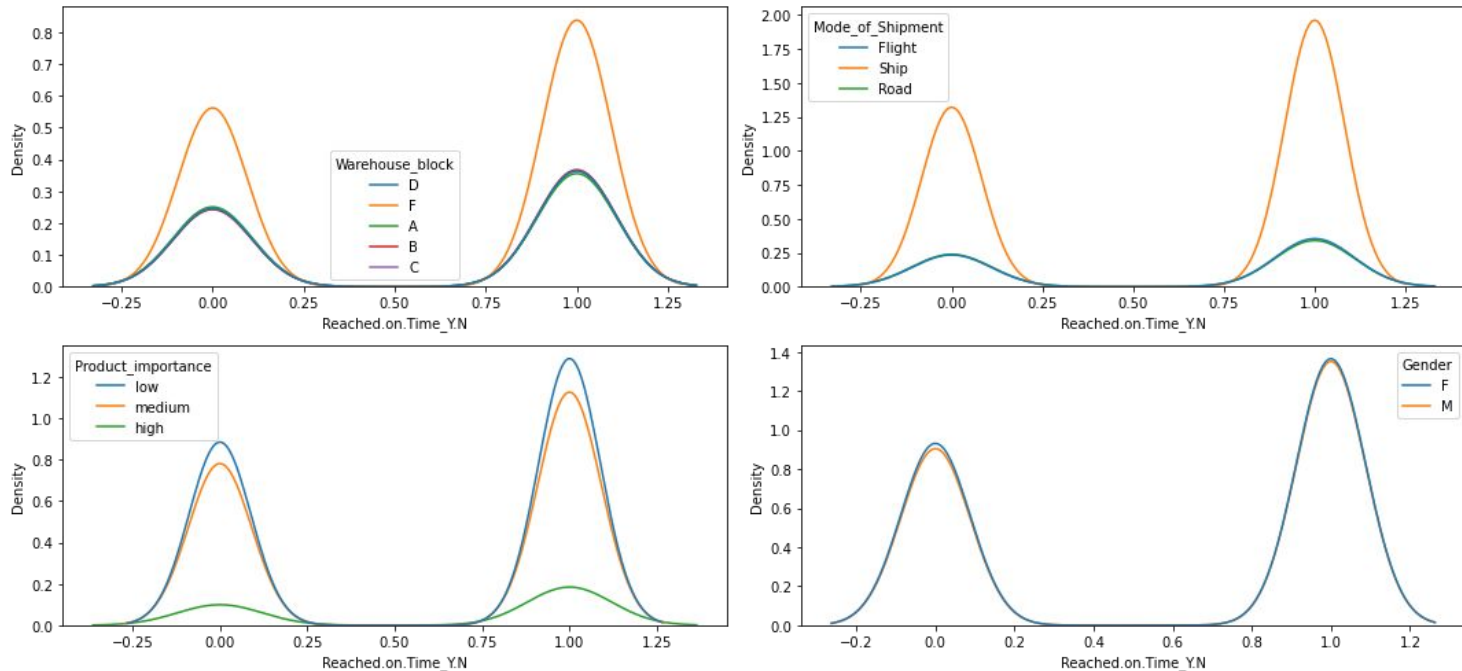 0.8
0.7
0.6
0.5
0.4
0.3
0.2
0.1
0.0
Density
Warehouse_block
D
F
A
B
C
−0.25 0.00 0.25 0.50 0.75 1.00 1.25
Reached.on.Time_Y.N
2.00
1.75
1.50
1.25
1.00
0.75
0.50
0.25
0.00
Density
Mode_of_Shipment
Flight
Ship
Road
−0.25 0.00 0.25 0.50 0.75 1.00 1.25
Reached.on.Time_Y.N
1.2
1.0
0.8
0.6
0.4
0.2
0.0
Density
Product_importance
low
medium
high
−0.25 0.00 0.25 0.50 0.75 1.00 1.25
Reached.on.Time_Y.N
1.4
1.2
1.0
0.8
0.6
0.4
0.2
0.0
Density
Gender
F
M
−0.2 0.0 0.2 0.4 0.6 0.8 1.0 1.2
Reached.on.Time_Y.N